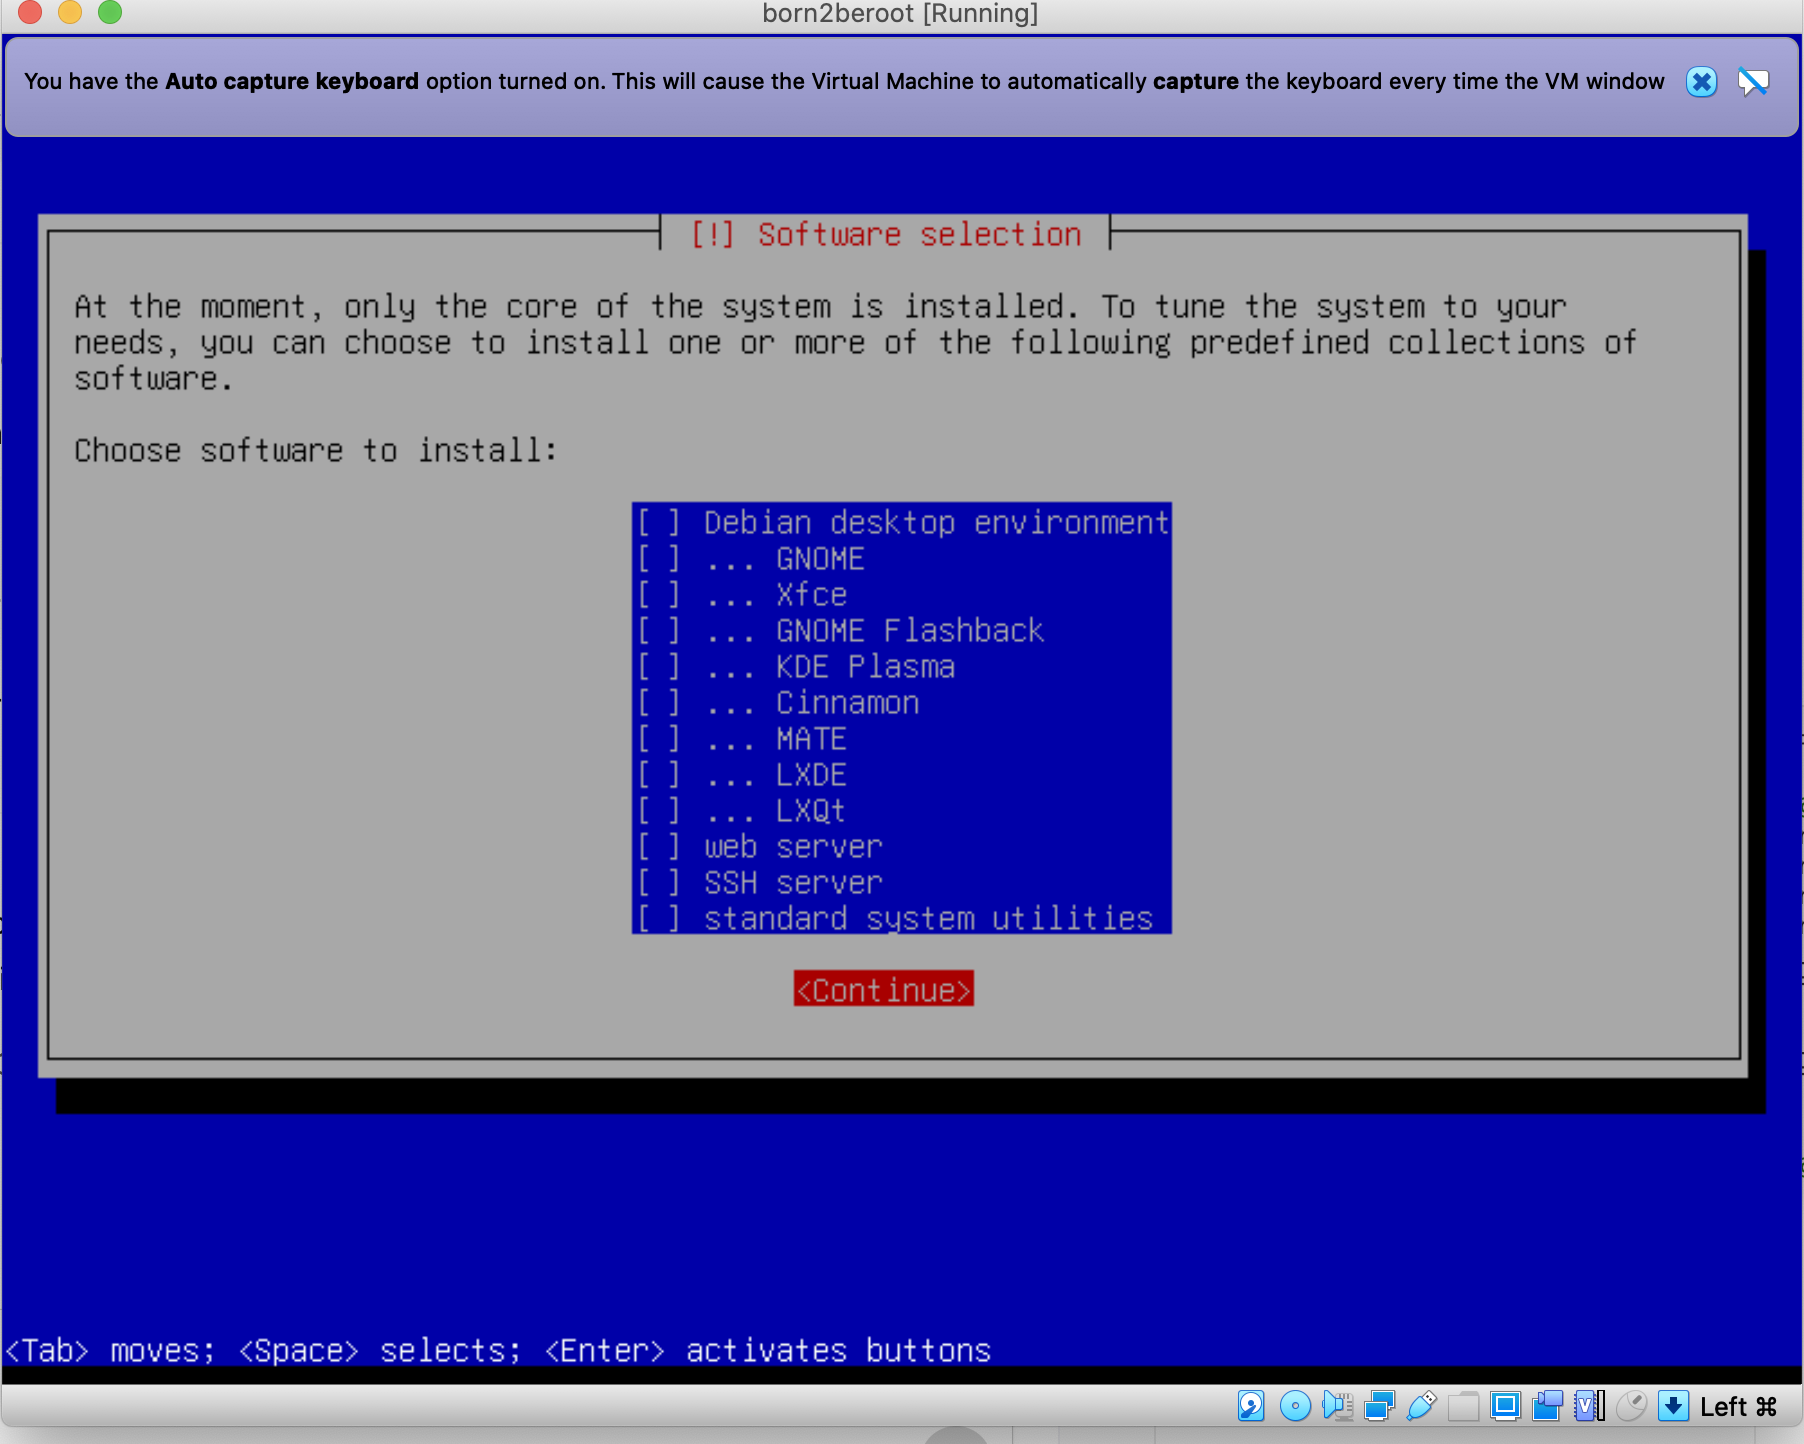 born2beroot [Running]
You have the Auto capture keyboard option turned on. This will cause the Virtual Machine to automatically capture the keyboard every time the VM window
[!] Software selection
At the moment, only the core of the system is installed. To tune the system to your
needs, you can choose to install one or more of the following predefined collections of
software.
Choose software to install:
[ ] Debian desktop environment
[ ] ... GNOME
[ ] ... Xfce
[ ] ... GNOME Flashback
[ ] ... KDE Plasma
[ ] ... Cinnamon
[ ] ... MATE
[ ] ... LXDE
[ ] ... LXQt
[ ] web server
[ ] SSH server
[ ] standard system utilities
<Continue>
<Tab> moves; <Space> selects; <Enter> activates buttons
Left ⌘